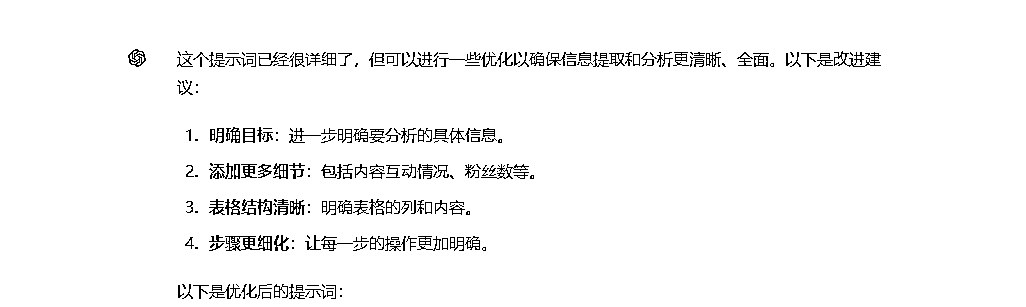 这个提示词已经很详细了，但可以进行一些优化以确保信息提取和分析更清晰、全面。以下是改进建
议：
1. 明确目标：进一步明确要分析的具体信息。
2. 添加更多细节：包括内容互动情况、粉丝数等。
3. 表格结构清晰：明确表格的列和内容。
4. 步骤更细化：让每一步的操作更加明确。
以下是优化后的提示词：